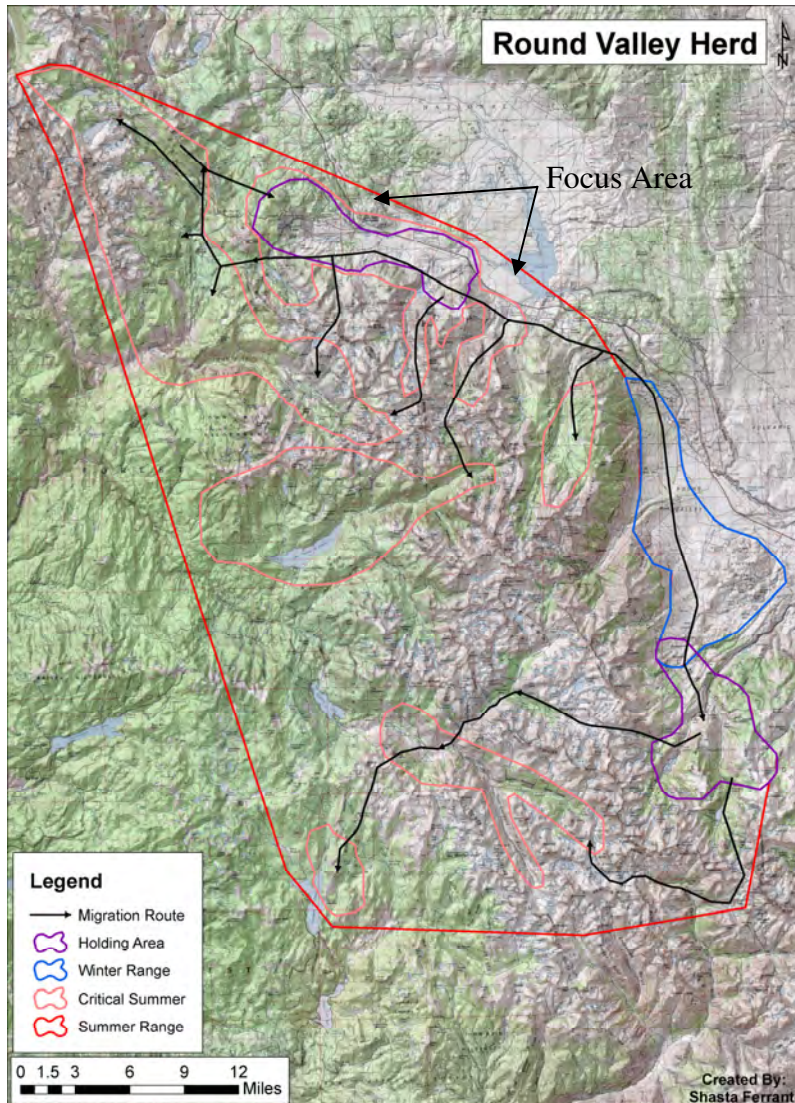 Round Valley Herd
N
Focus Area
Legend
Migration Route
Holding Area
Winter Range
Critical Summer
Summer Range
0 1.5 3 6 9 12
Miles
Created By:
Shasta Ferrant